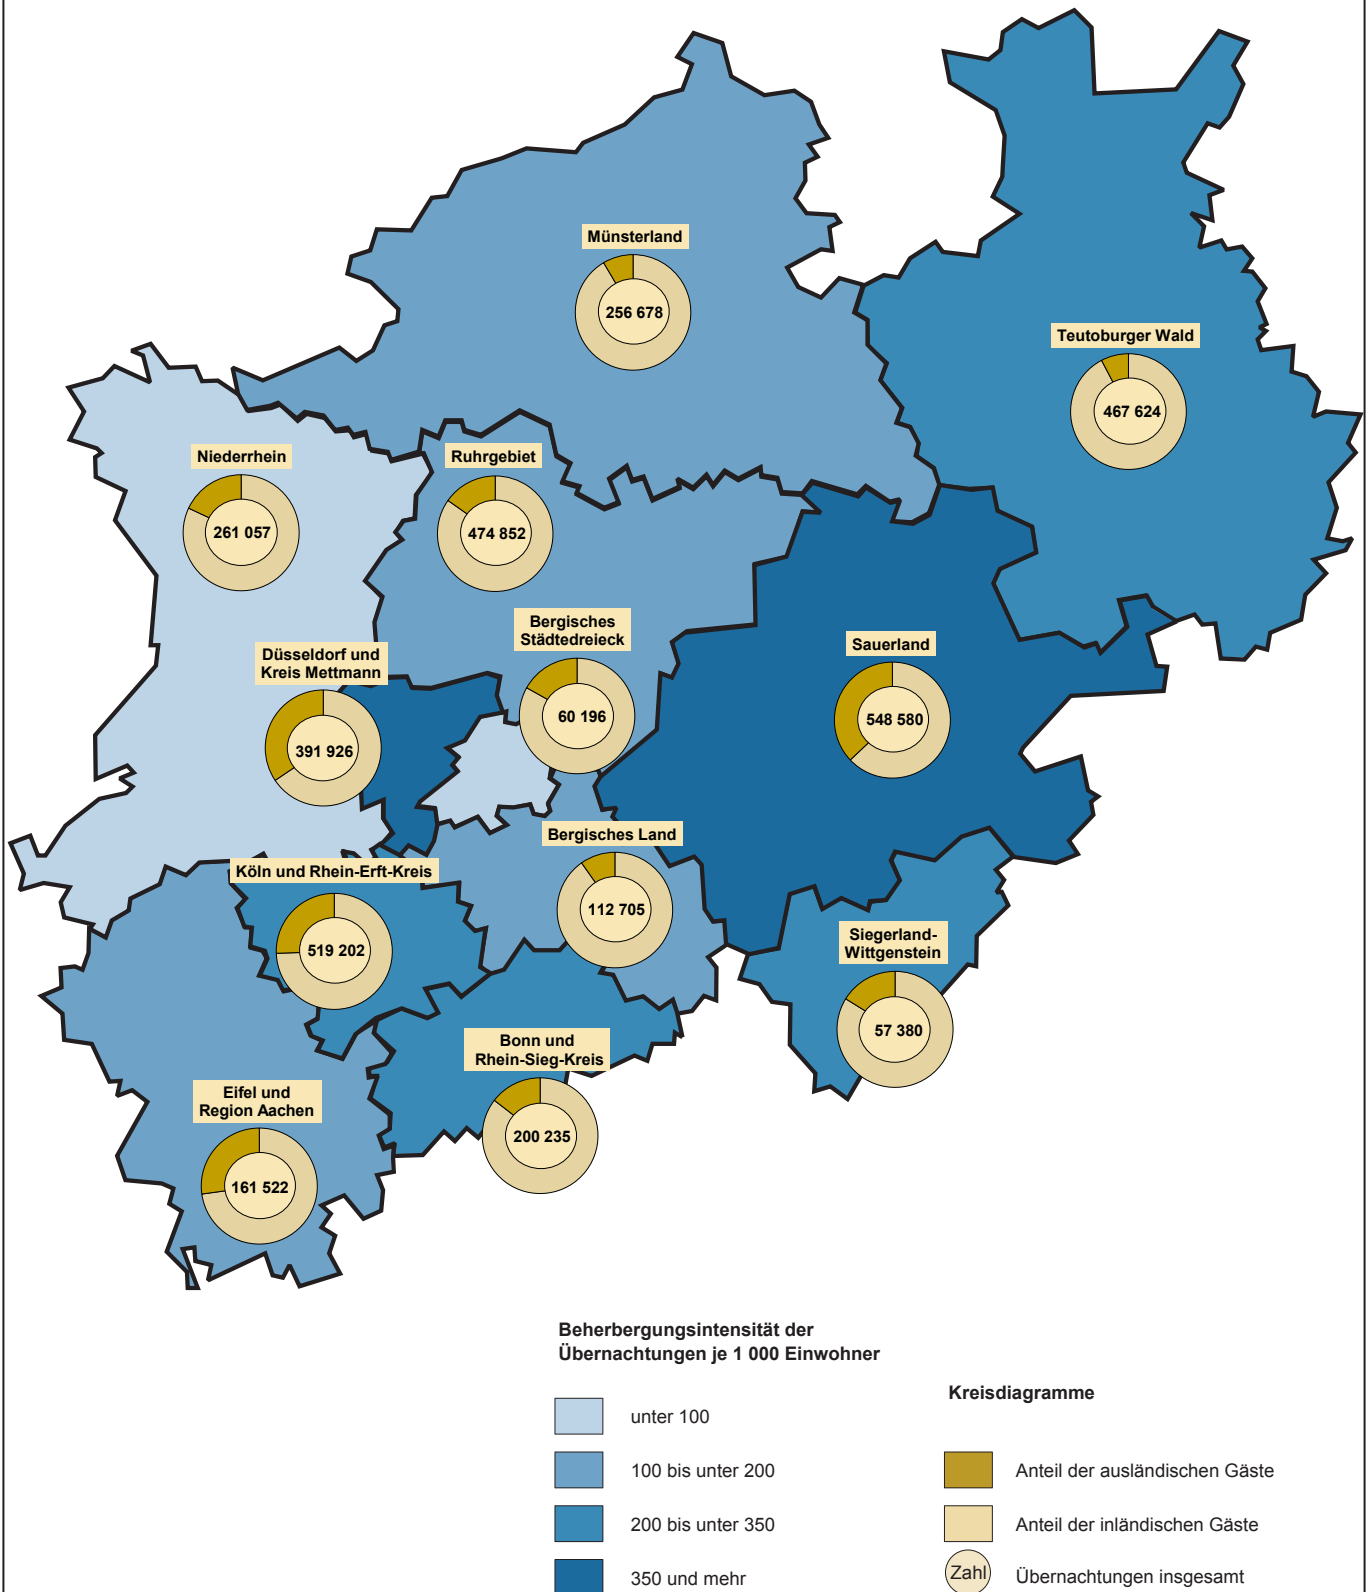 Münsterland
256 678
Teutoburger Wald
467 624
Niederrhein
261 057
Ruhrgebiet
474 852
Bergisches
Städtedreieck
60 196
Sauerland
548 580
Düsseldorf und
Kreis Mettmann
391 926
Bergisches Land
112 705
Köln und Rhein-Erft-Kreis
519 202
Siegerland-
Wittgenstein
57 380
Bonn und
Rhein-Sieg-Kreis
200 235
Eifel und
Region Aachen
161 522
Beherbergungsintensität der
Übernachtungen je 1 000 Einwohner
unter 100
100 bis unter 200
200 bis unter 350
350 und mehr
Kreisdiagramme
Anteil der ausländischen Gäste
Anteil der inländischen Gäste
Zahl Übernachtungen insgesamt